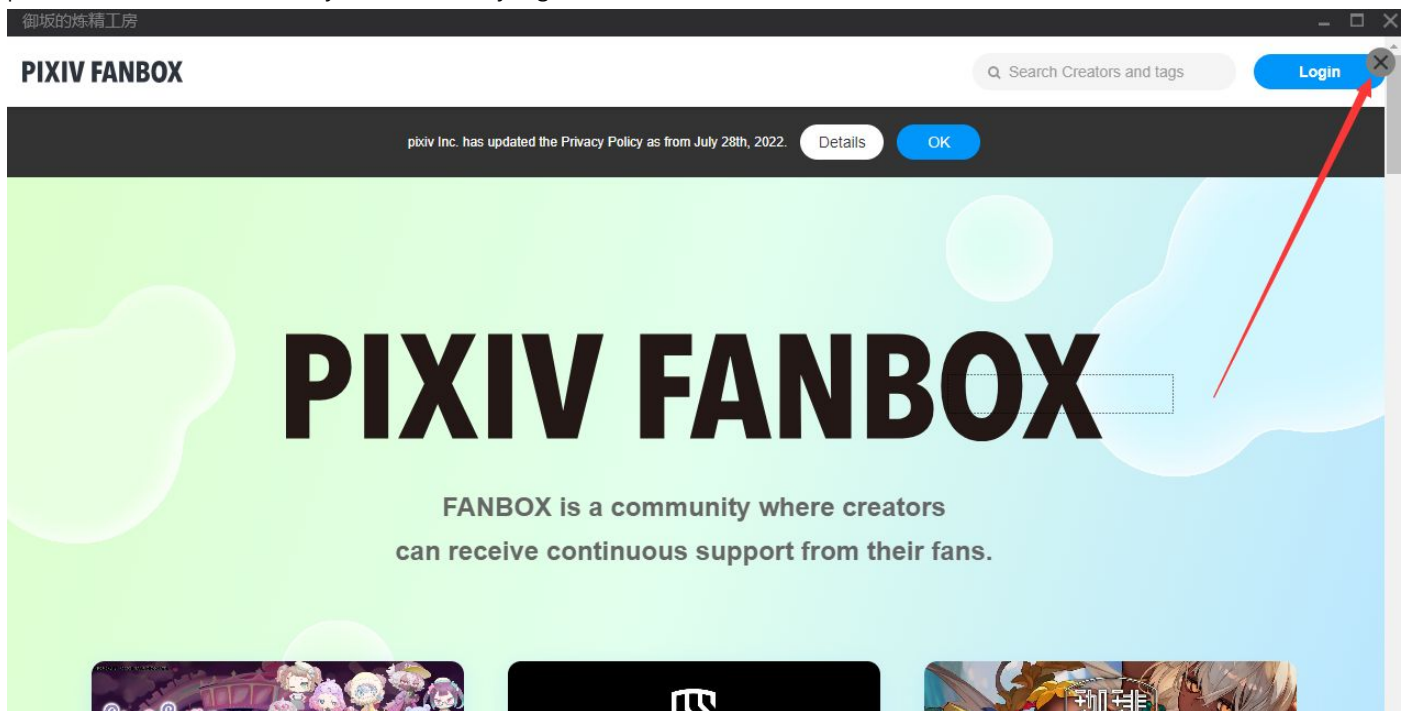 御坂的炼精工房
PIXIV FANBOX
Search Creators and tags
Login
pixiv Inc. has updated the Privacy Policy as from July 28th, 2022.
Details
OK
PIXIV FANBOX
FANBOX is a community where creators
can receive continuous support from their fans.